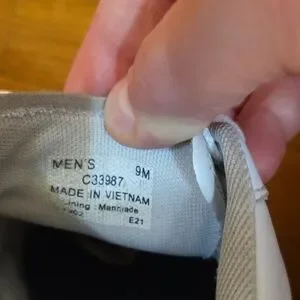 MEN'S 9M
C33987
MADE IN VIETNAM
Lining : Manmade
E21